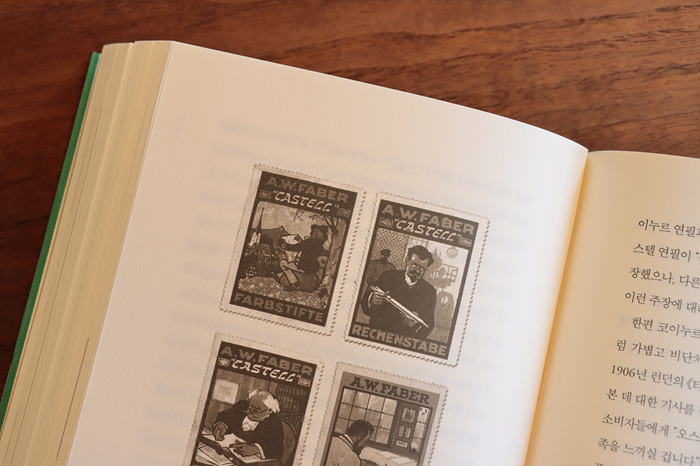 A.W.FABER
"CASTELL"
FARBSTIFTE
A.W.FABER
"CASTELL"
RECHENSTABE
A.W.FABER
"CASTELL"
A.W.FABER
이누르 연필
스텔 연필이
장했으나, 다른
이런 주장에 대
한편 코이누르
럼 가볍고 비단
1906년 런던의
본 데 대한 기사를
소비자들에게 "오스
족을 느끼실 겁니다